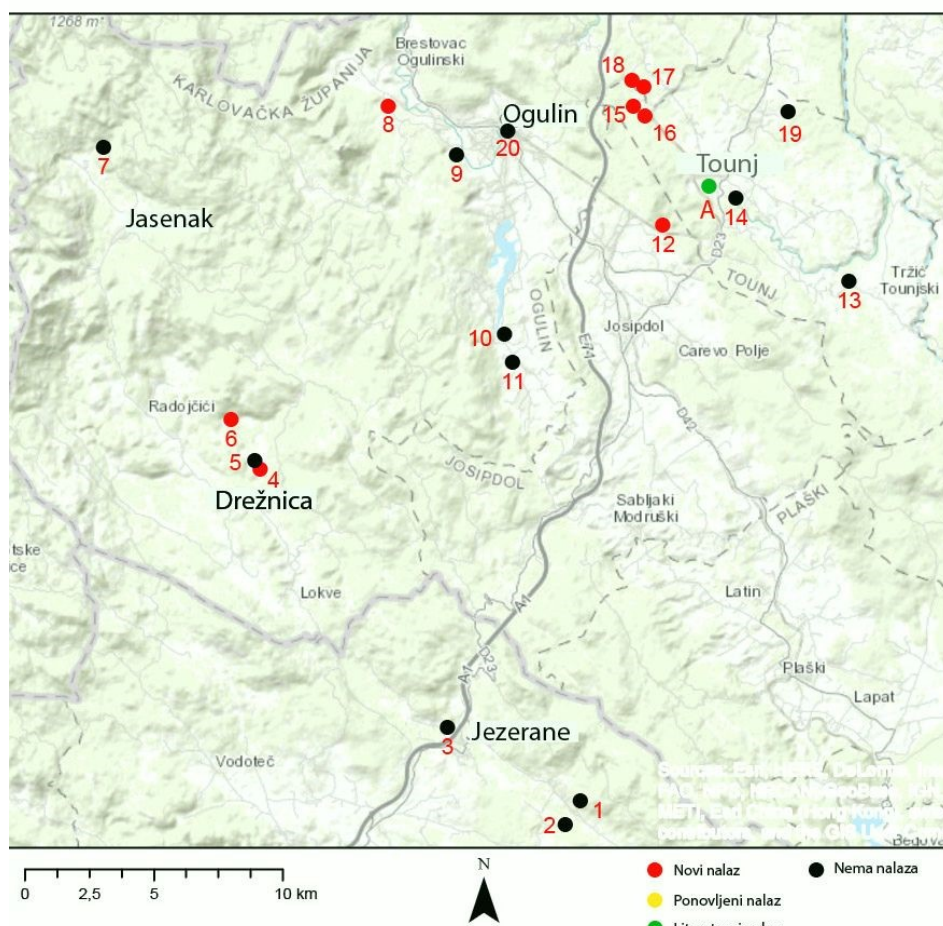 1268 m
Brestovac
Ogulinski
KARLOVAČKA ŽUPANIJA
18
17
8
15
16
Ogulin
20
19
7
9
Tounj
A
14
Jasenak
12
D23
TOUNJ
Tržić
Tounjski
13
OGULIN
E71
10
Josipdol
11
Carevo Polje
Radojčići
6
D42
5
4
JOSIPDOL
Drežnica
Sabljaki
Modruški
PLAŠKI
Lokve
A1
Latin
D23
A1
Plaški
Lapat
3
Jezerane
Vodoteč
1
2
0
2,5
5
10 km
N
Novi nalaz
Nema nalaza
Ponovljeni nalaz